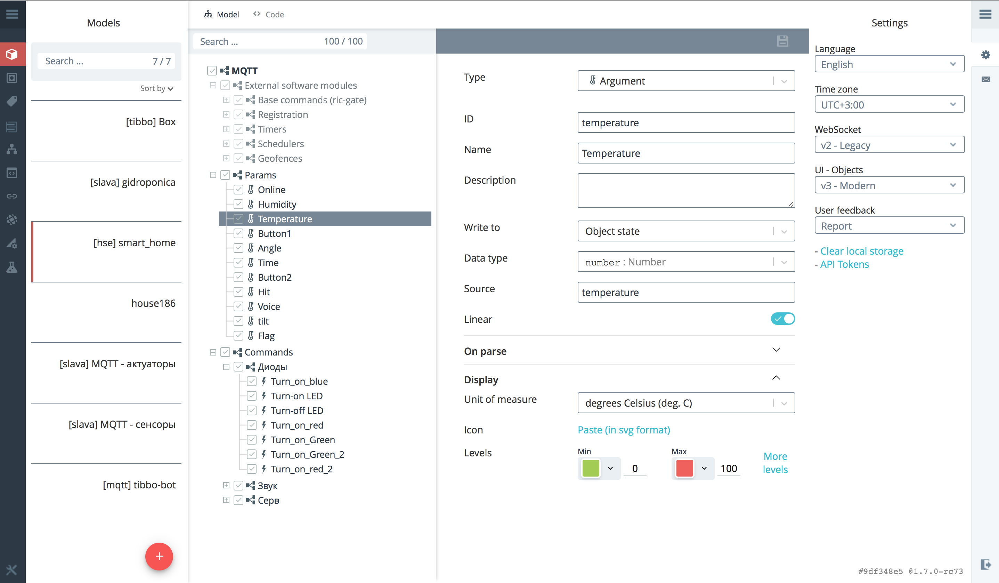 Models
Search ... 7 / 7
Sort by
[tibbo] Box
[slava] gidroponica
[hse] smart_home
house186
[slava] MQTT - актуаторы
[slava] MQTT - сенсоры
[mqtt] tibbo-bot
Model Code
Search ... 100 / 100
MQTT
External software modules
Base commands (ric-gate)
Registration
Timers
Schedulers
Geofences
Params
Online
Humidity
Temperature
Button1
Angle
Time
Button2
Hit
Voice
tilt
Flag
Commands
Диоды
Turn_on_blue
Turn-on LED
Turn-off LED
Turn_on_red
Turn_on_Green
Turn_on_Green_2
Turn_on_red_2
Звук
Серв
Type Argument
ID temperature
Name Temperature
Description
Write to Object state
Data type number : Number
Source temperature
Linear
On parse
Display
Unit of measure degrees Celsius (deg. C)
Icon Paste (in svg format)
Levels Min 0 Max 100 More
levels
Settings
Language
English
Time zone
UTC+3:00
WebSocket
v2 - Legacy
UI - Objects
v3 - Modern
User feedback
Report
- Clear local storage
- API Tokens
#9df348e5 @1.7.0-rc73